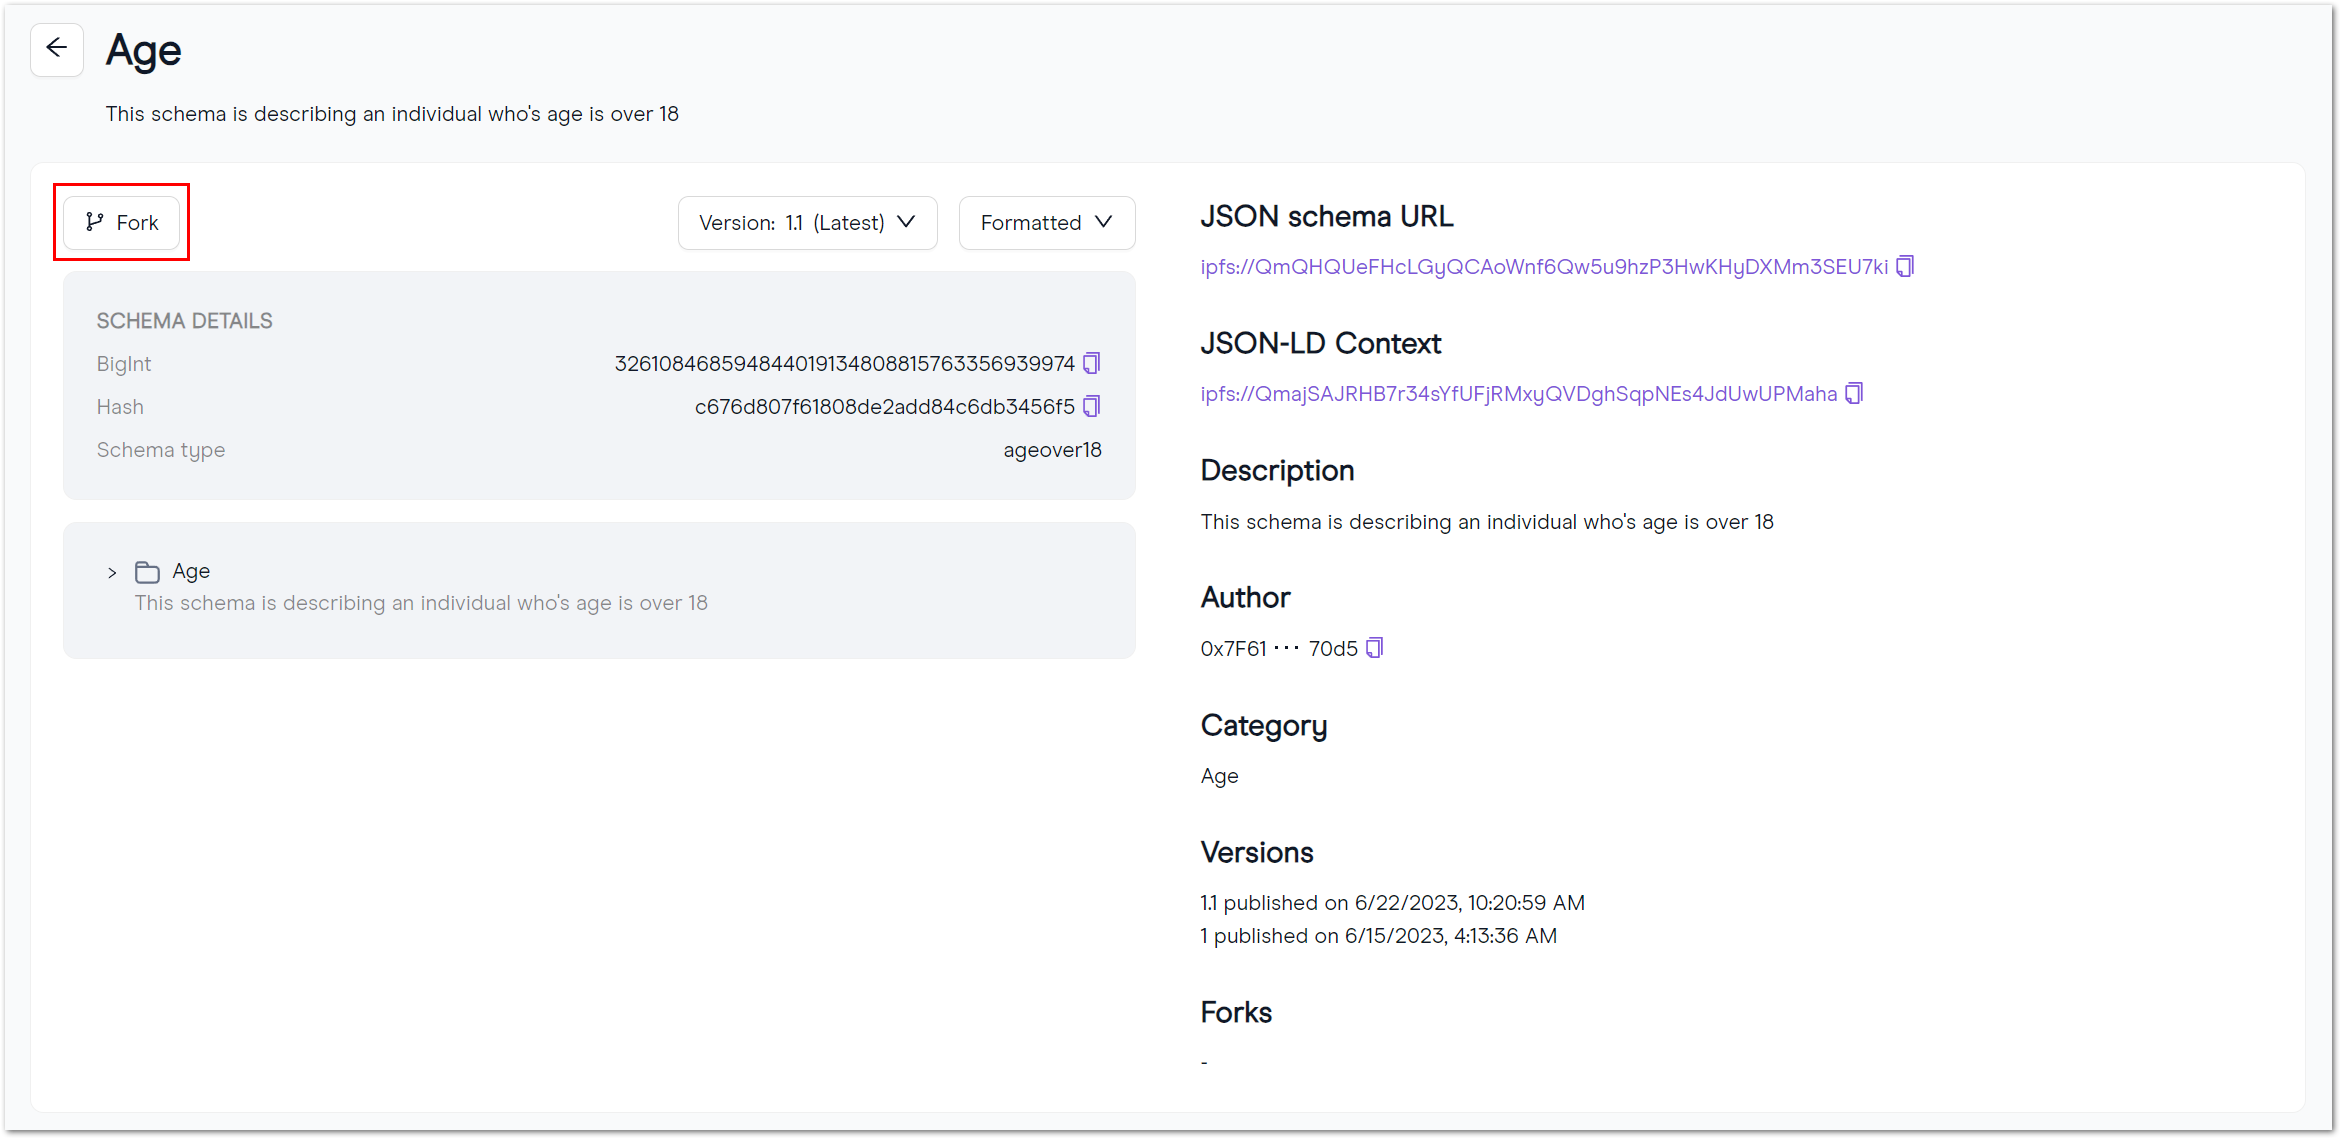 Age
This schema is describing an individual who's age is over 18
Fork
Version: 1.1 (Latest)
Formatted
SCHEMA DETAILS
BigInt 326108468594844019134808815763356939974
Hash c676d807f61808de2add84c6db3456f5
Schema type ageover18
Age
This schema is describing an individual who's age is over 18
JSON schema URL
ipfs://QmQHQUeFHcLGyQCAoWnf6Qw5u9hzP3HwKHyDXMm3SEU7ki
JSON-LD Context
ipfs://QmajSAJRHB7r34sYfUFjRMxyQVDghSqpNEs4JdUwUPMaha
Description
This schema is describing an individual who's age is over 18
Author
0x7F61 ··· 70d5
Category
Age
Versions
1.1 published on 6/22/2023, 10:20:59 AM
1 published on 6/15/2023, 4:13:36 AM
Forks
-